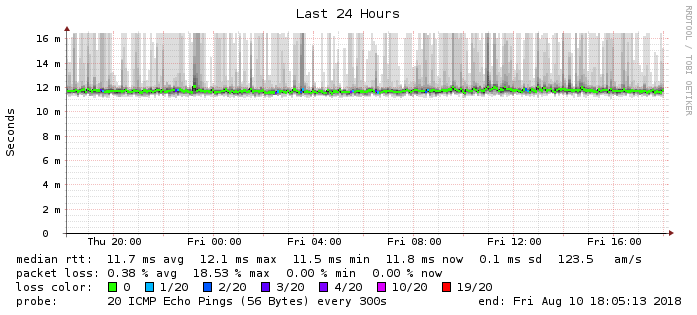 Last 24 Hours
RRDTOOL / TOBI OETIKER
Seconds
16 m
14 m
12 m
10 m
8 m
6 m
4 m
2 m
0
Thu 20:00 Fri 00:00 Fri 04:00 Fri 08:00 Fri 12:00 Fri 16:00
median rtt: 11.7 ms avg 12.1 ms max 11.5 ms min 11.8 ms now 0.1 ms sd 123.5 am/s
packet loss: 0.38 % avg 18.53 % max 0.00 % min 0.00 % now
loss color: 0 1/20 2/20 3/20 4/20 10/20 19/20
probe: 20 ICMP Echo Pings (56 Bytes) every 300s end: Fri Aug 10 18:05:13 2018